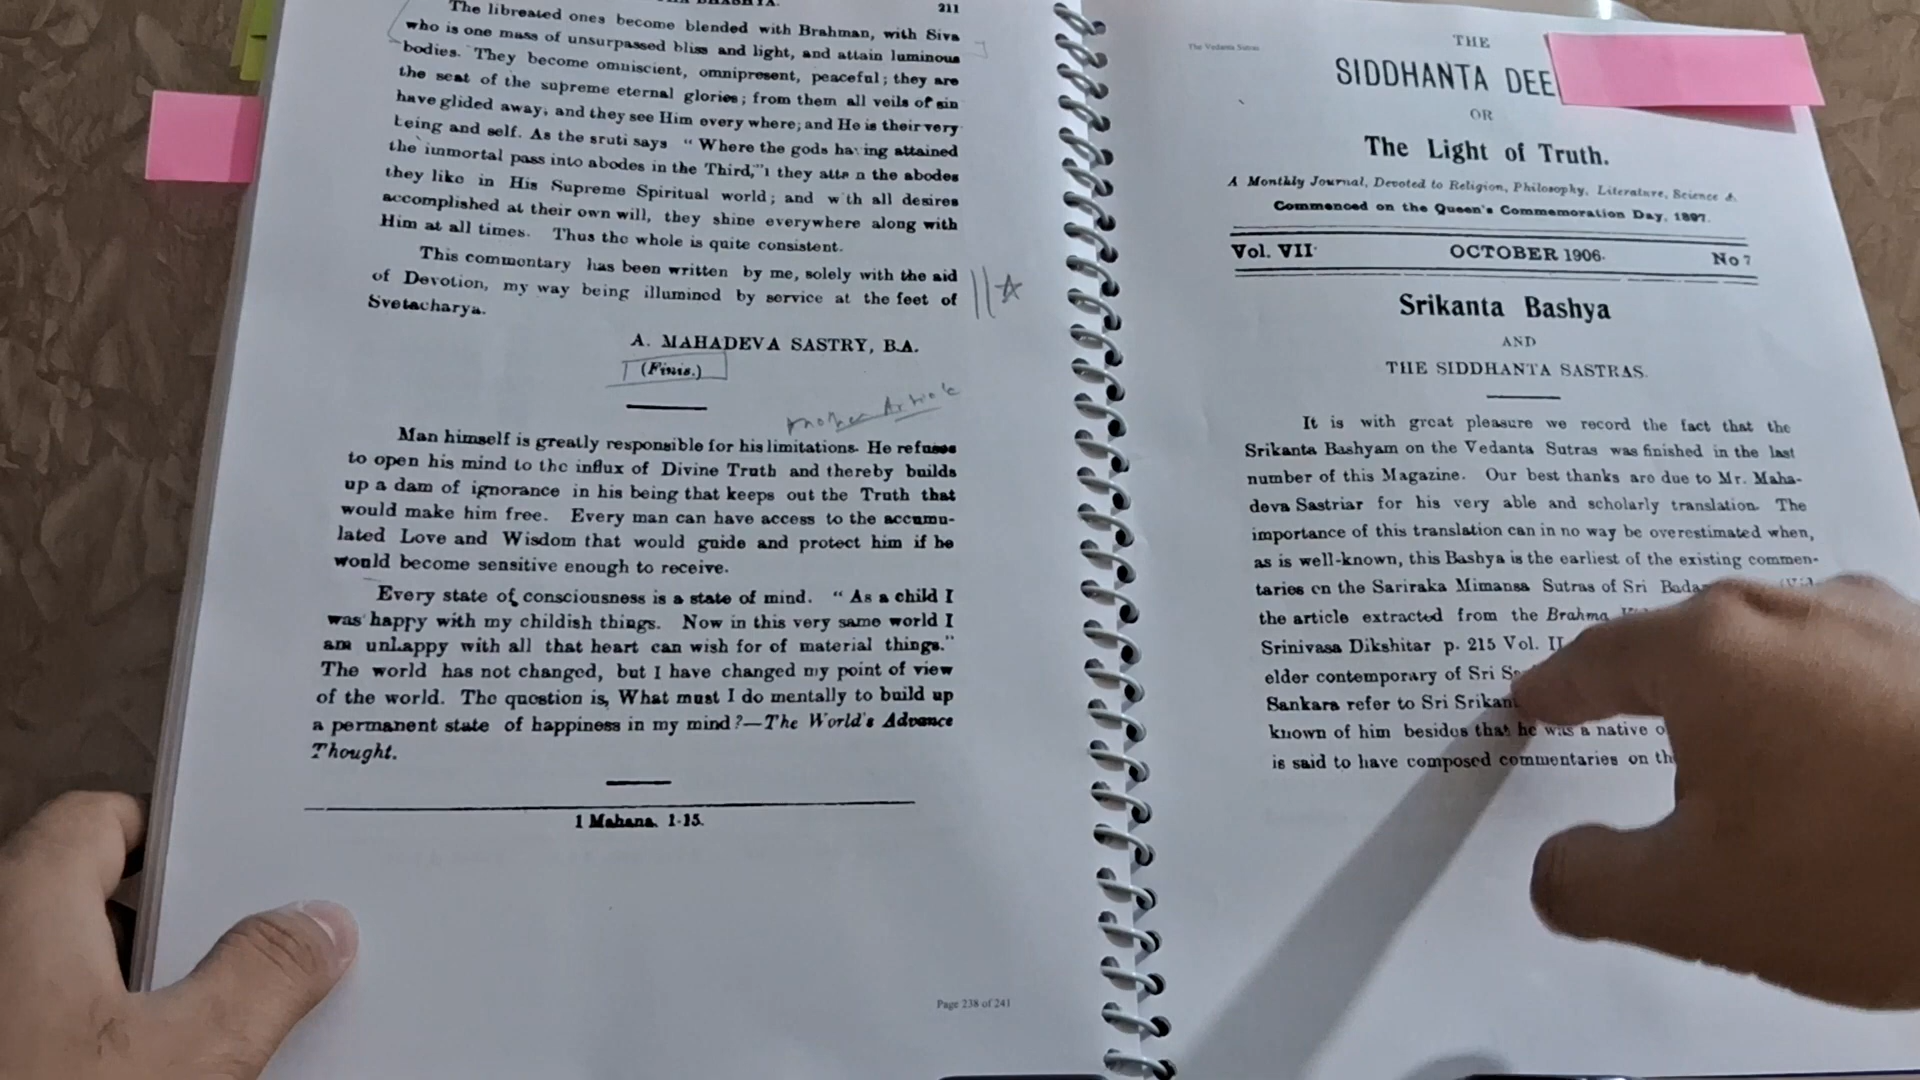 211
The libreated ones become blended with Brahman, with Siva
who is one mass of unsurpassed bliss and light, and attain luminous
bodies. They become omniscient, omnipresent, peaceful; they are
the seat of the supreme eternal glories; from them all veils of sin
have glided away; and they see Him every where; and He is their very
being and self. As the sruti says " Where the gods having attained
the immortal pass into abodes in the Third,"1 they attain the abodes
they like in His Supreme Spiritual world; and with all desires
accomplished at their own will, they shine everywhere along with
Him at all times. Thus the whole is quite consistent.
This commentary has been written by me, solely with the aid
of Devotion, my way being illumined by service at the feet of
Svetacharya.
A. MAHADEVA SASTRY, B.A.
(Finis.)
Article
Man himself is greatly responsible for his limitations. He refuses
to open his mind to the influx of Divine Truth and thereby builds
up a dam of ignorance in his being that keeps out the Truth that
would make him free. Every man can have access to the accumu-
lated Love and Wisdom that would guide and protect him if he
would become sensitive enough to receive.
Every state of consciousness is a state of mind. " As a child I
was happy with my childish things. Now in this very same world I
am unhappy with all that heart can wish for of material things."
The world has not changed, but I have changed my point of view
of the world. The question is, What must I do mentally to build up
a permanent state of happiness in my mind?—The World's Advance
Thought.
1 Mahana. 1-15.
Page 238 of 241
The Vedanta Sutras
THE
SIDDHANTA DEE
OR
The Light of Truth.
A Monthly Journal, Devoted to Religion, Philosophy, Literature, Science &.
Commenced on the Queen's Commemoration Day, 1897.
Vol. VII. OCTOBER 1906. No 7
Srikanta Bashya
AND
THE SIDDHANTA SASTRAS.
It is with great pleasure we record the fact that the
Srikanta Bashyam on the Vedanta Sutras was finished in the last
number of this Magazine. Our best thanks are due to Mr. Maha-
deva Sastriar for his very able and scholarly translation. The
importance of this translation can in no way be overestimated when,
as is well-known, this Bashya is the earliest of the existing commen-
taries on the Sariraka Mimansa Sutras of Sri Bada
the article extracted from the Brahma
Srinivasa Dikshitar p. 215 Vol. II
elder contemporary of Sri
Sankara refer to Sri Srikan
known of him besides that he was a native o
is said to have composed commentaries on th